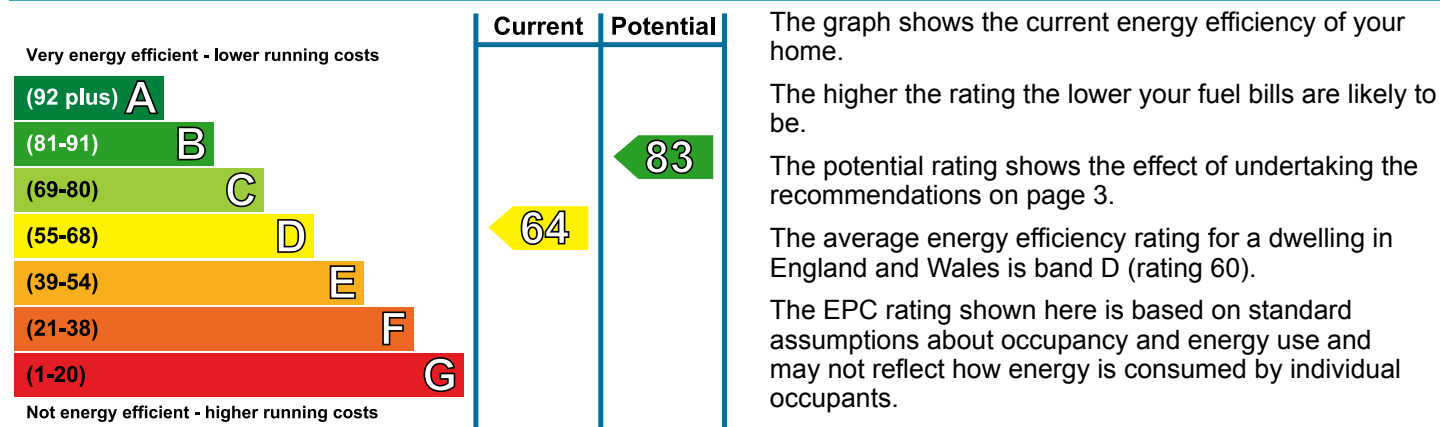 Current Potential
Very energy efficient - lower running costs
(92 plus) A
(81-91) B
(69-80) C
(55-68) D
(39-54) E
(21-38) F
(1-20) G
Not energy efficient - higher running costs
83
64
The graph shows the current energy efficiency of your
home.
The higher the rating the lower your fuel bills are likely to
be.
The potential rating shows the effect of undertaking the
recommendations on page 3.
The average energy efficiency rating for a dwelling in
England and Wales is band D (rating 60).
The EPC rating shown here is based on standard
assumptions about occupancy and energy use and
may not reflect how energy is consumed by individual
occupants.